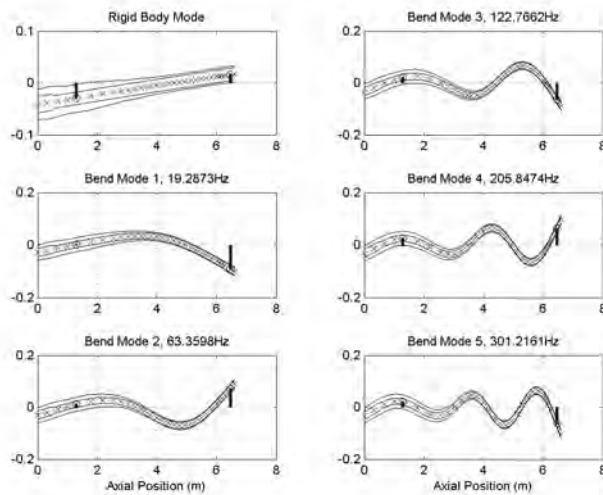 Rigid Body Mode
0.1
0
-0.1
0 2 4 6 8
Bend Mode 1, 19.2873Hz
0.2
0
-0.2
0 2 4 6 8
Bend Mode 2, 63.3598Hz
0.2
0
-0.2
0 2 4 6 8
Axial Position (m)
Bend Mode 3, 122.7662Hz
0.2
0
-0.2
0 2 4 6 8
Bend Mode 4, 205.8474Hz
0.2
0
-0.2
0 2 4 6 8
Bend Mode 5, 301.2161Hz
0.2
0
-0.2
0 2 4 6 8
Axial Position (m)